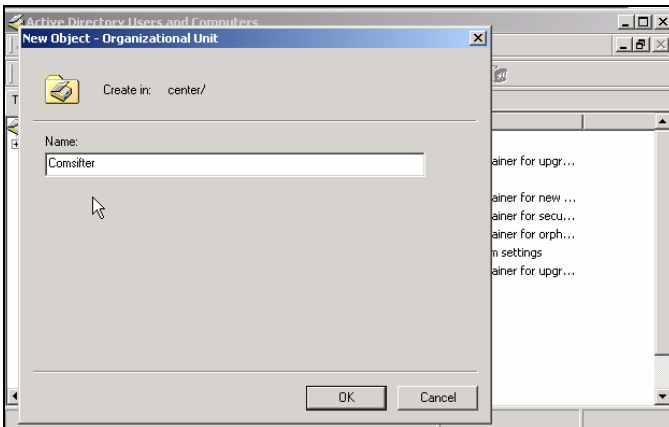 Active Directory Users and Computers
New Object - Organizational Unit
Create in: center/
Name:
Comsifter
ainer for upgr...
ainer for new ...
ainer for secu...
ainer for orph...
m settings
ainer for upgr...
OK Cancel